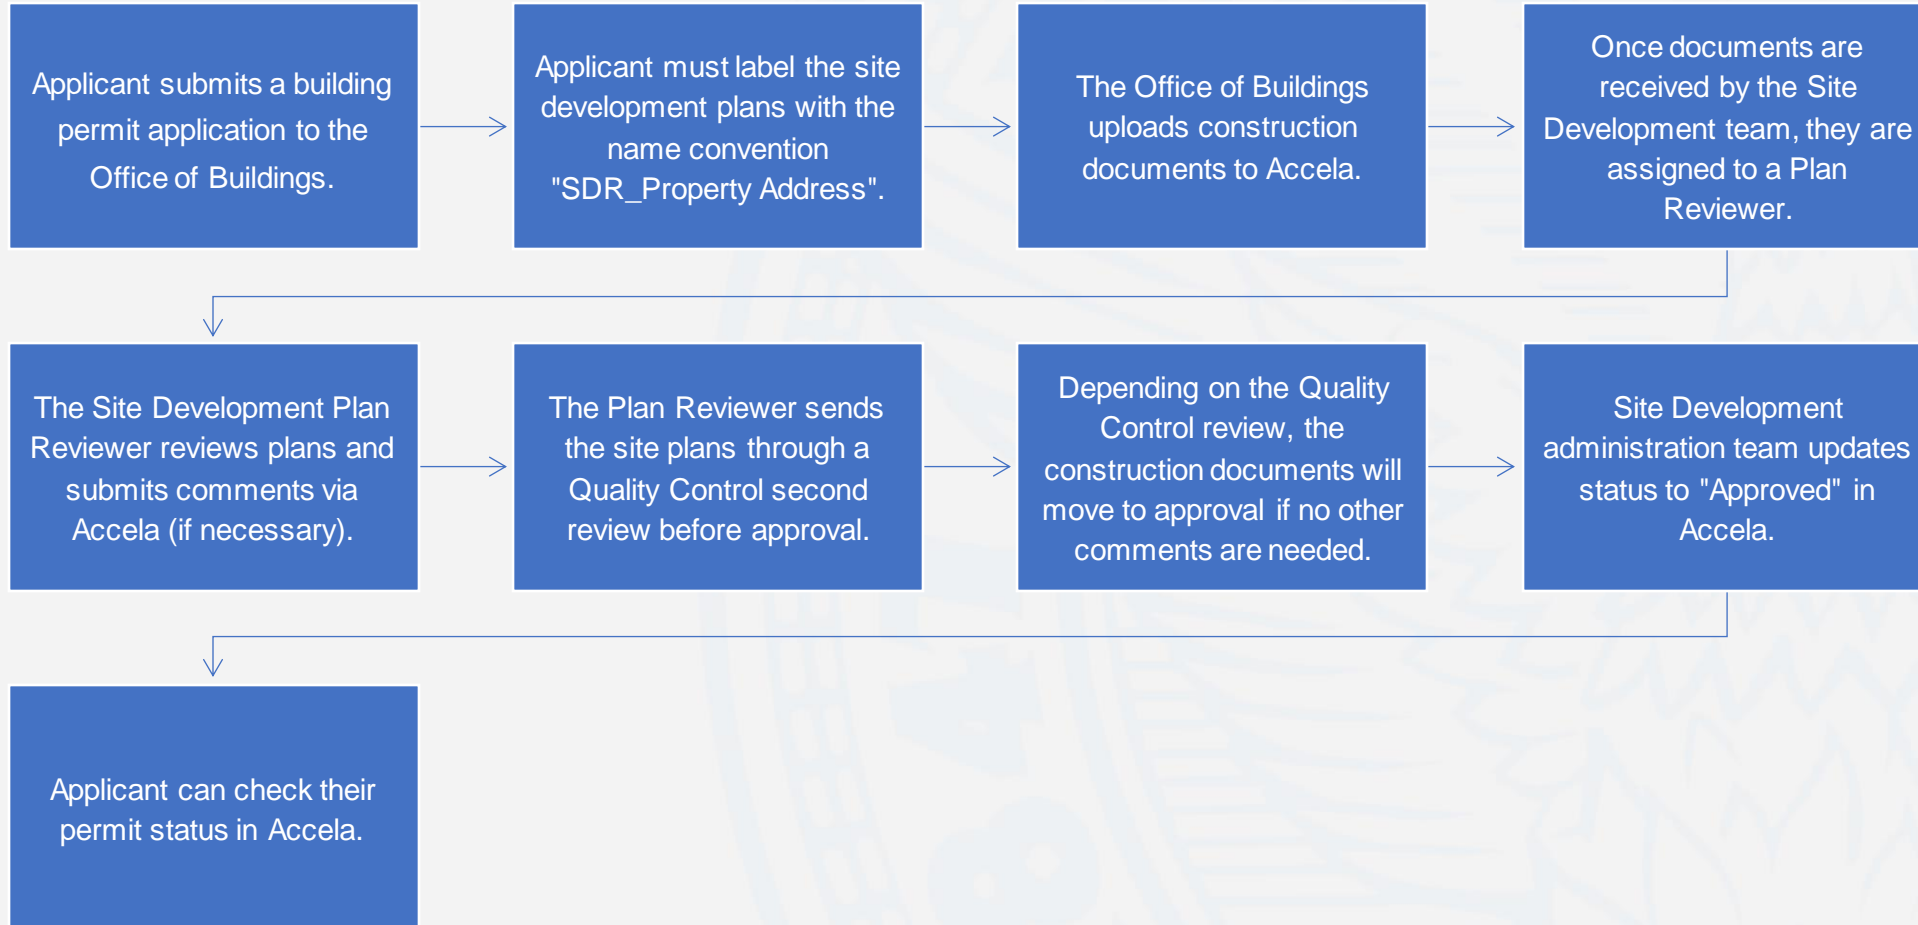 Applicant submits a building
permit application to the
Office of Buildings.
Applicant must label the site
development plans with the
name convention
"SDR_Property Address".
The Office of Buildings
uploads construction
documents to Accela.
Once documents are
received by the Site
Development team, they are
assigned to a Plan
Reviewer.
The Site Development Plan
Reviewer reviews plans and
submits comments via
Accela (if necessary).
The Plan Reviewer sends
the site plans through a
Quality Control second
review before approval.
Depending on the Quality
Control review, the
construction documents will
move to approval if no other
comments are needed.
Site Development
administration team updates
status to "Approved" in
Accela.
Applicant can check their
permit status in Accela.